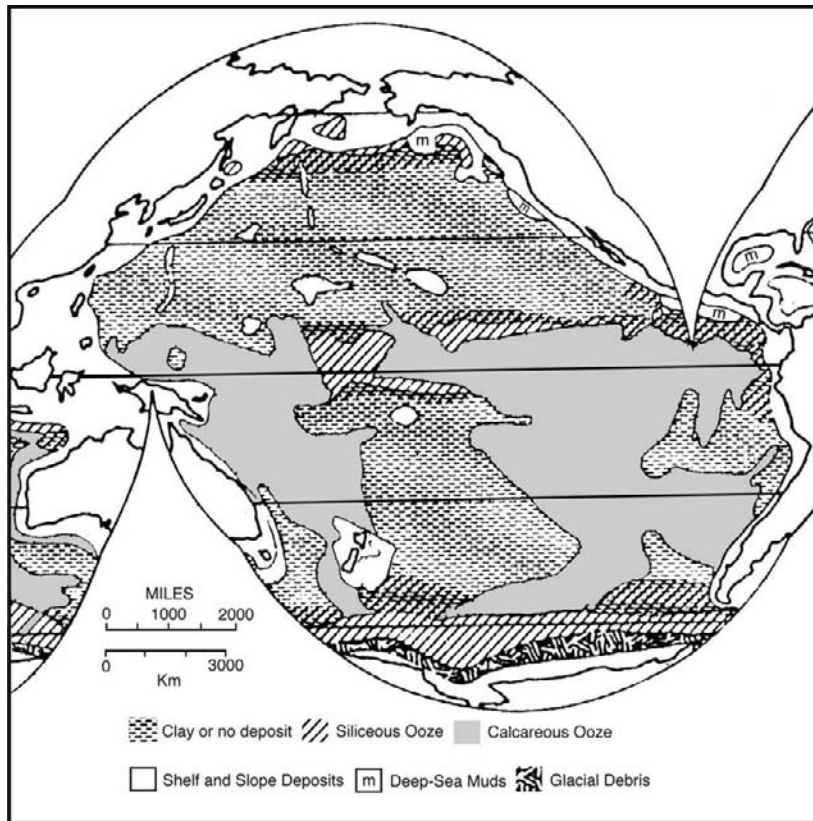 m
m
m
m
MILES
0 1000 2000
0 3000
Km
Clay or no deposit Siliceous Ooze Calcareous Ooze
Shelf and Slope Deposits m Deep-Sea Muds Glacial Debris